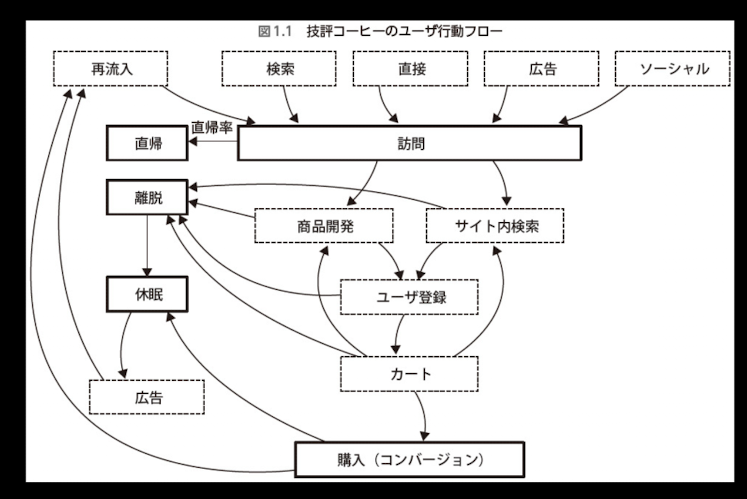 図1.1 技評コーヒーのユーザ行動フロー
再流入
検索
直接
広告
ソーシャル
直帰
直帰率
訪問
離脱
商品開発
サイト内検索
休眠
ユーザ登録
広告
カート
購入（コンバージョン）